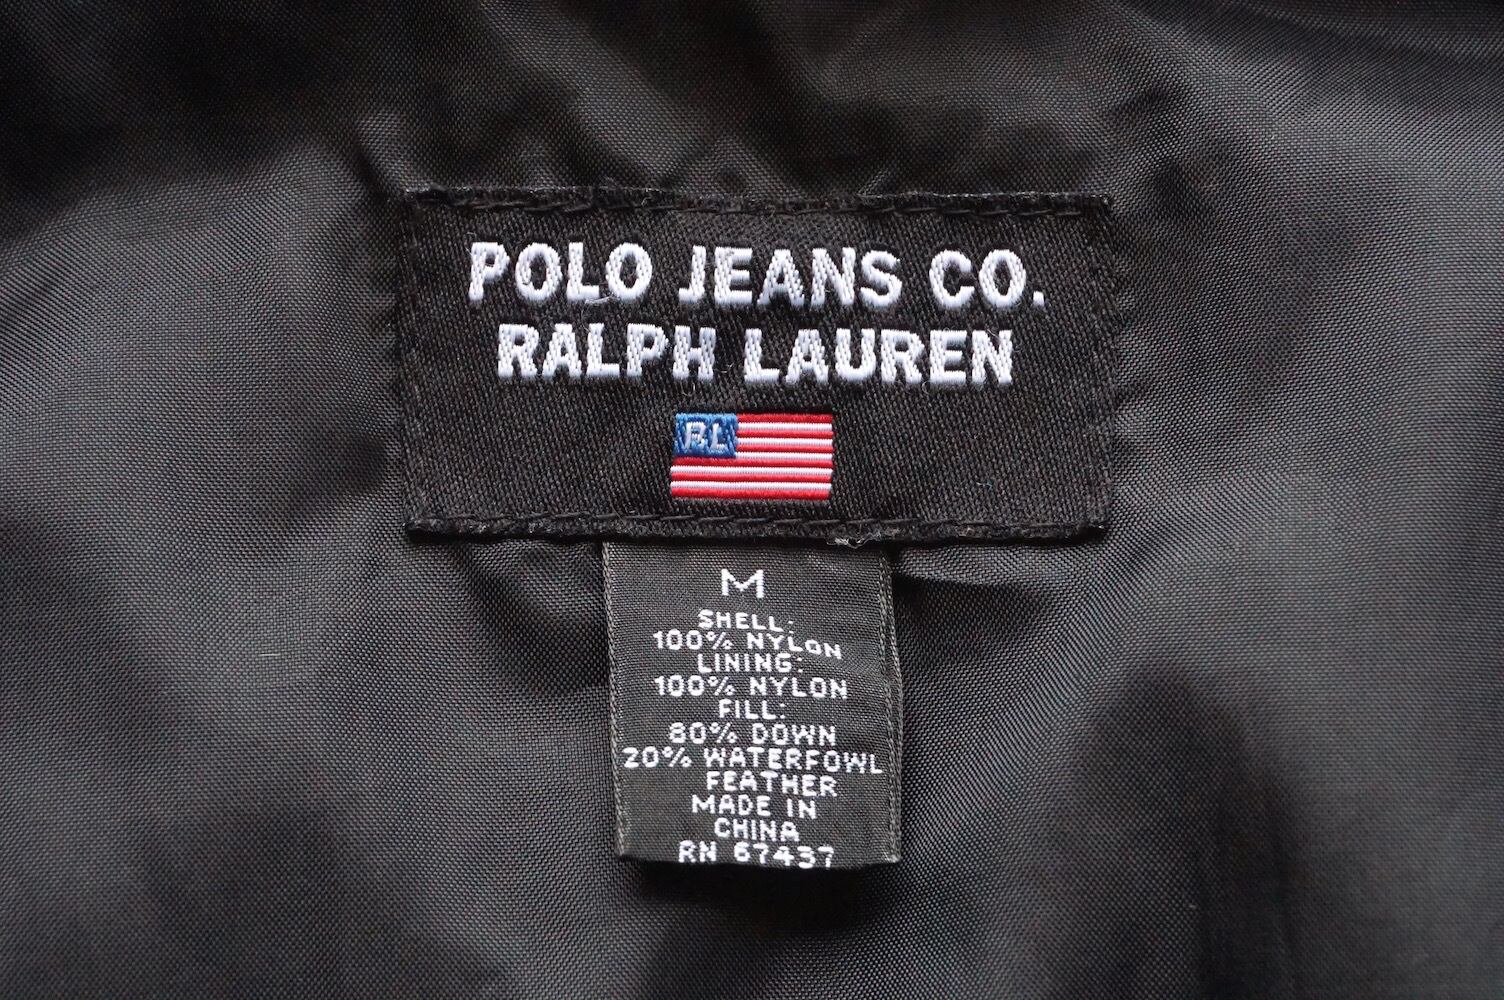 POLO JEANS CO.
RALPH LAUREN
RL
M
SHELL:
100% NYLON
LINING:
100% NYLON
FILL:
80% DOWN
20% WATERFOWL
FEATHER
MADE IN
CHINA
RN 67437